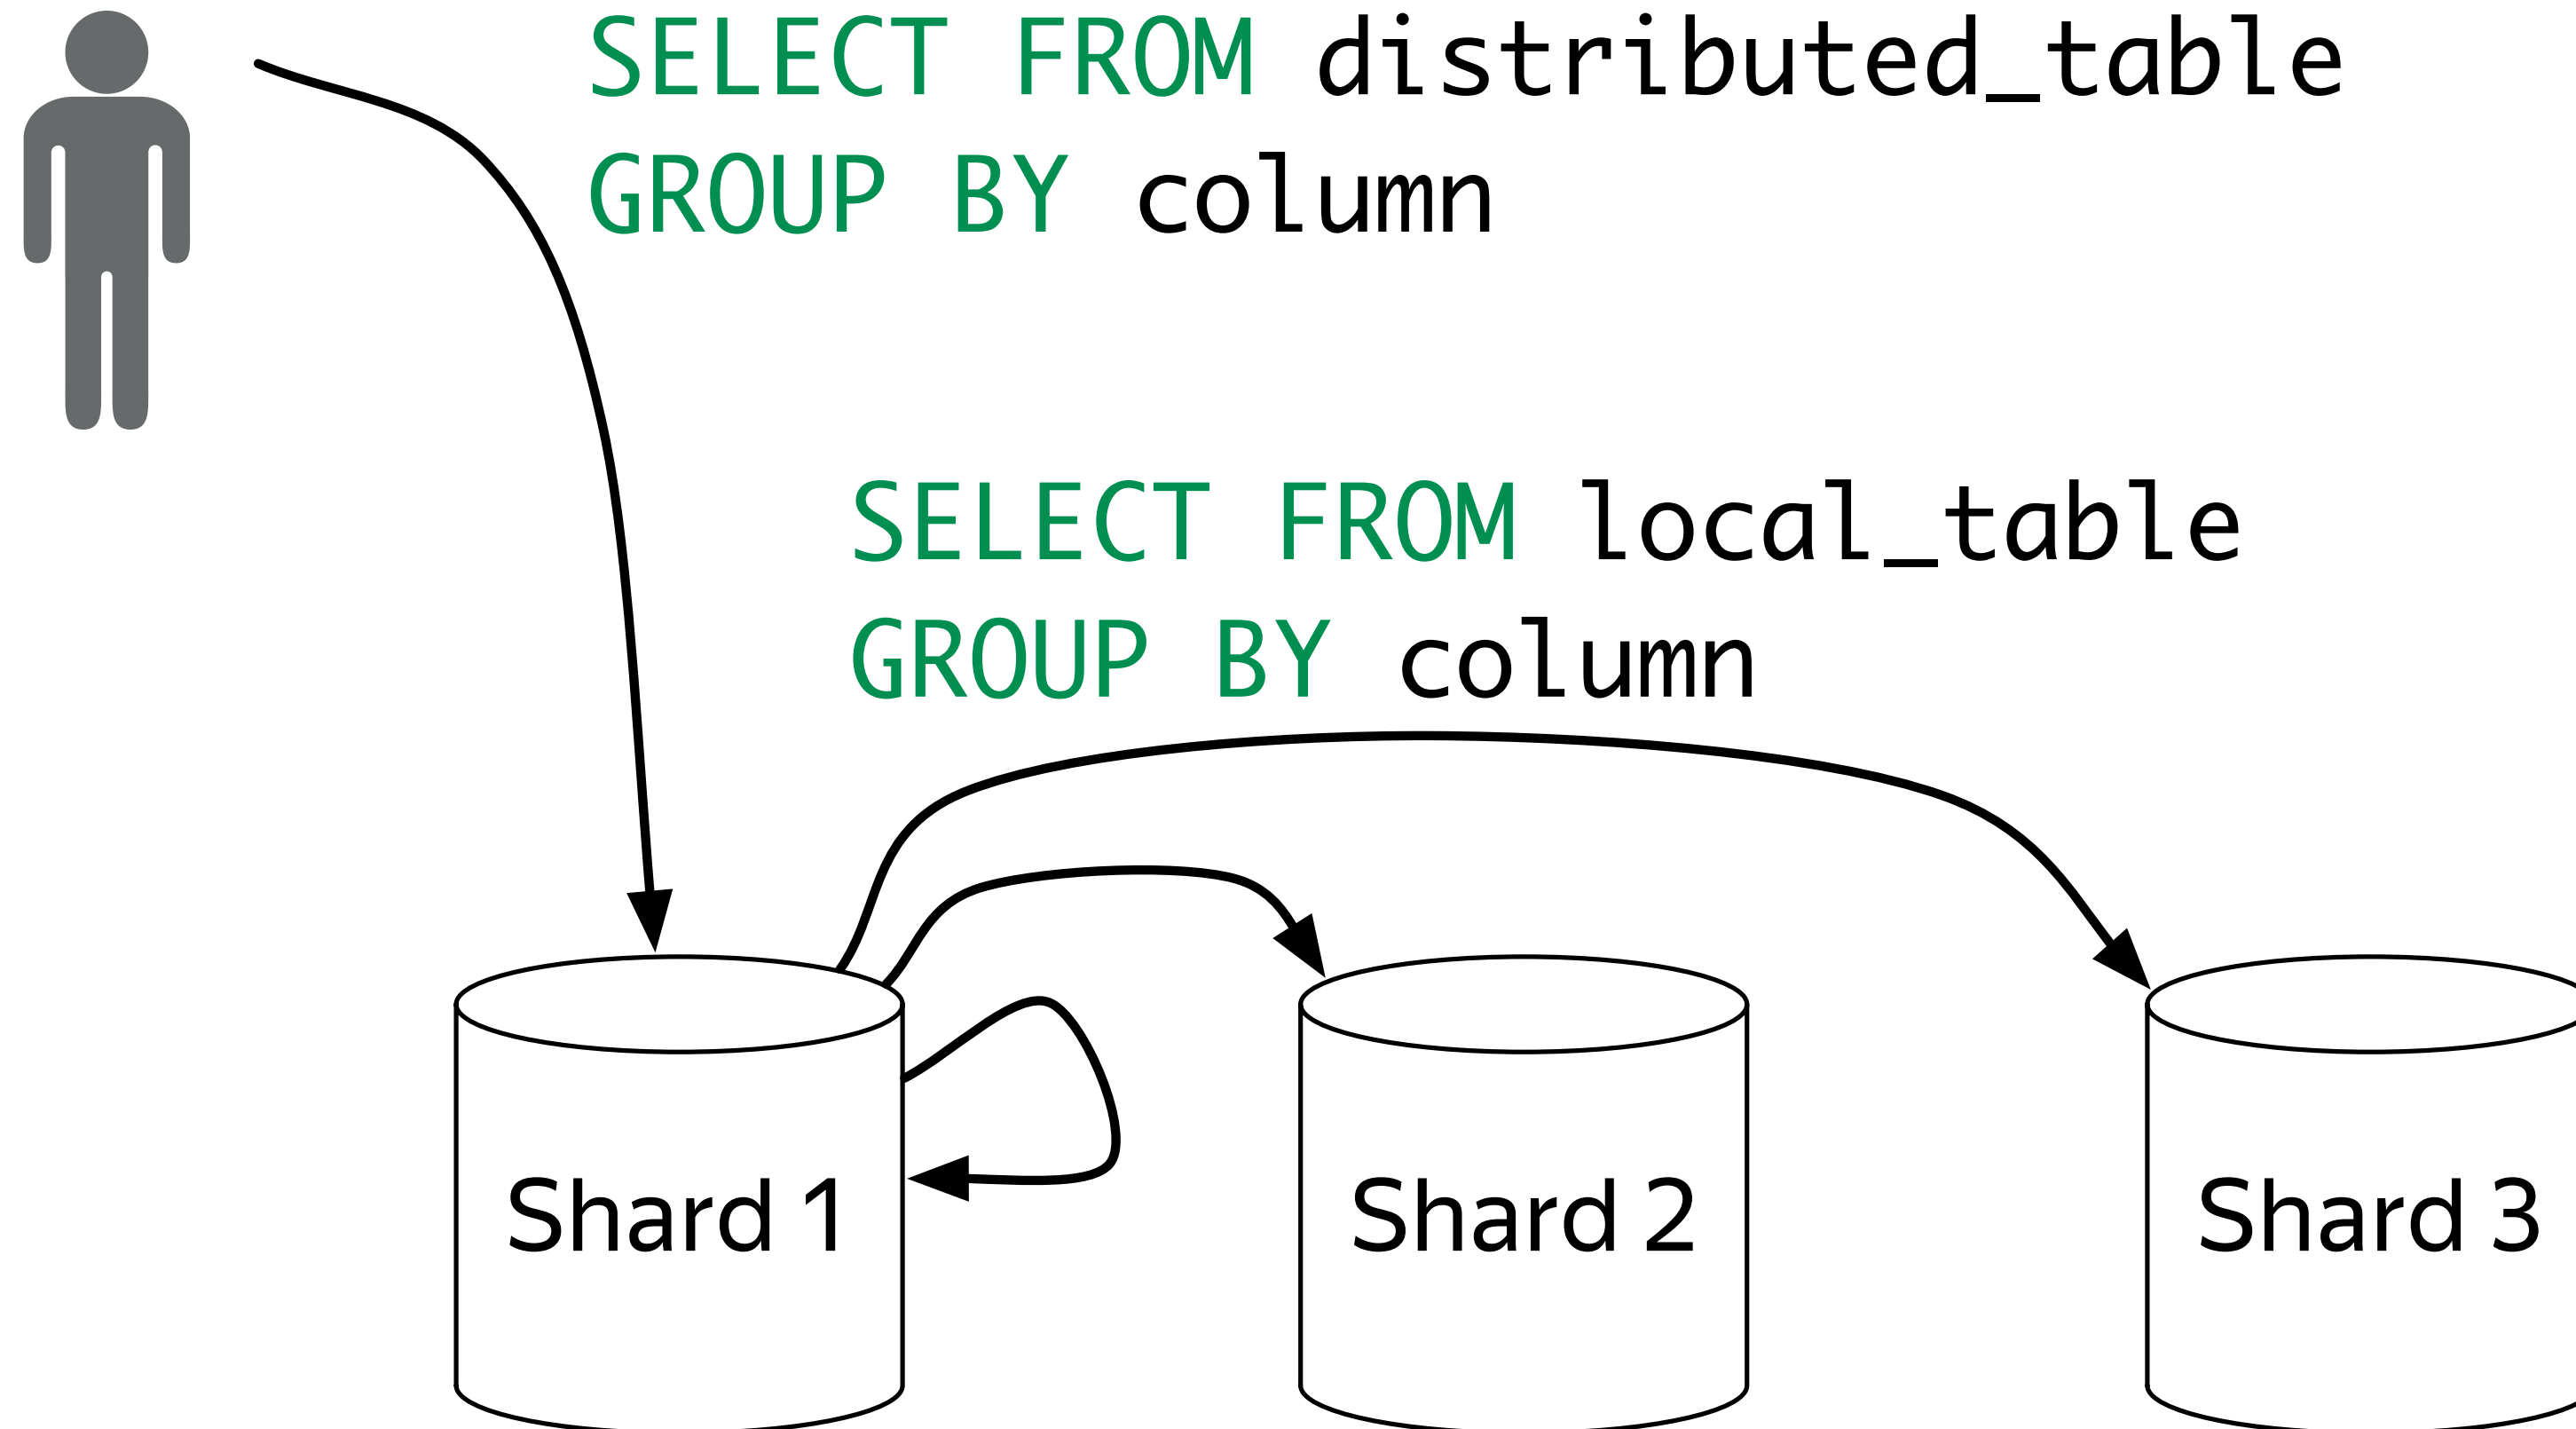 SELECT FROM distributed_table
GROUP BY column
SELECT FROM local_table
GROUP BY column
Shard 1
Shard 2
Shard 3